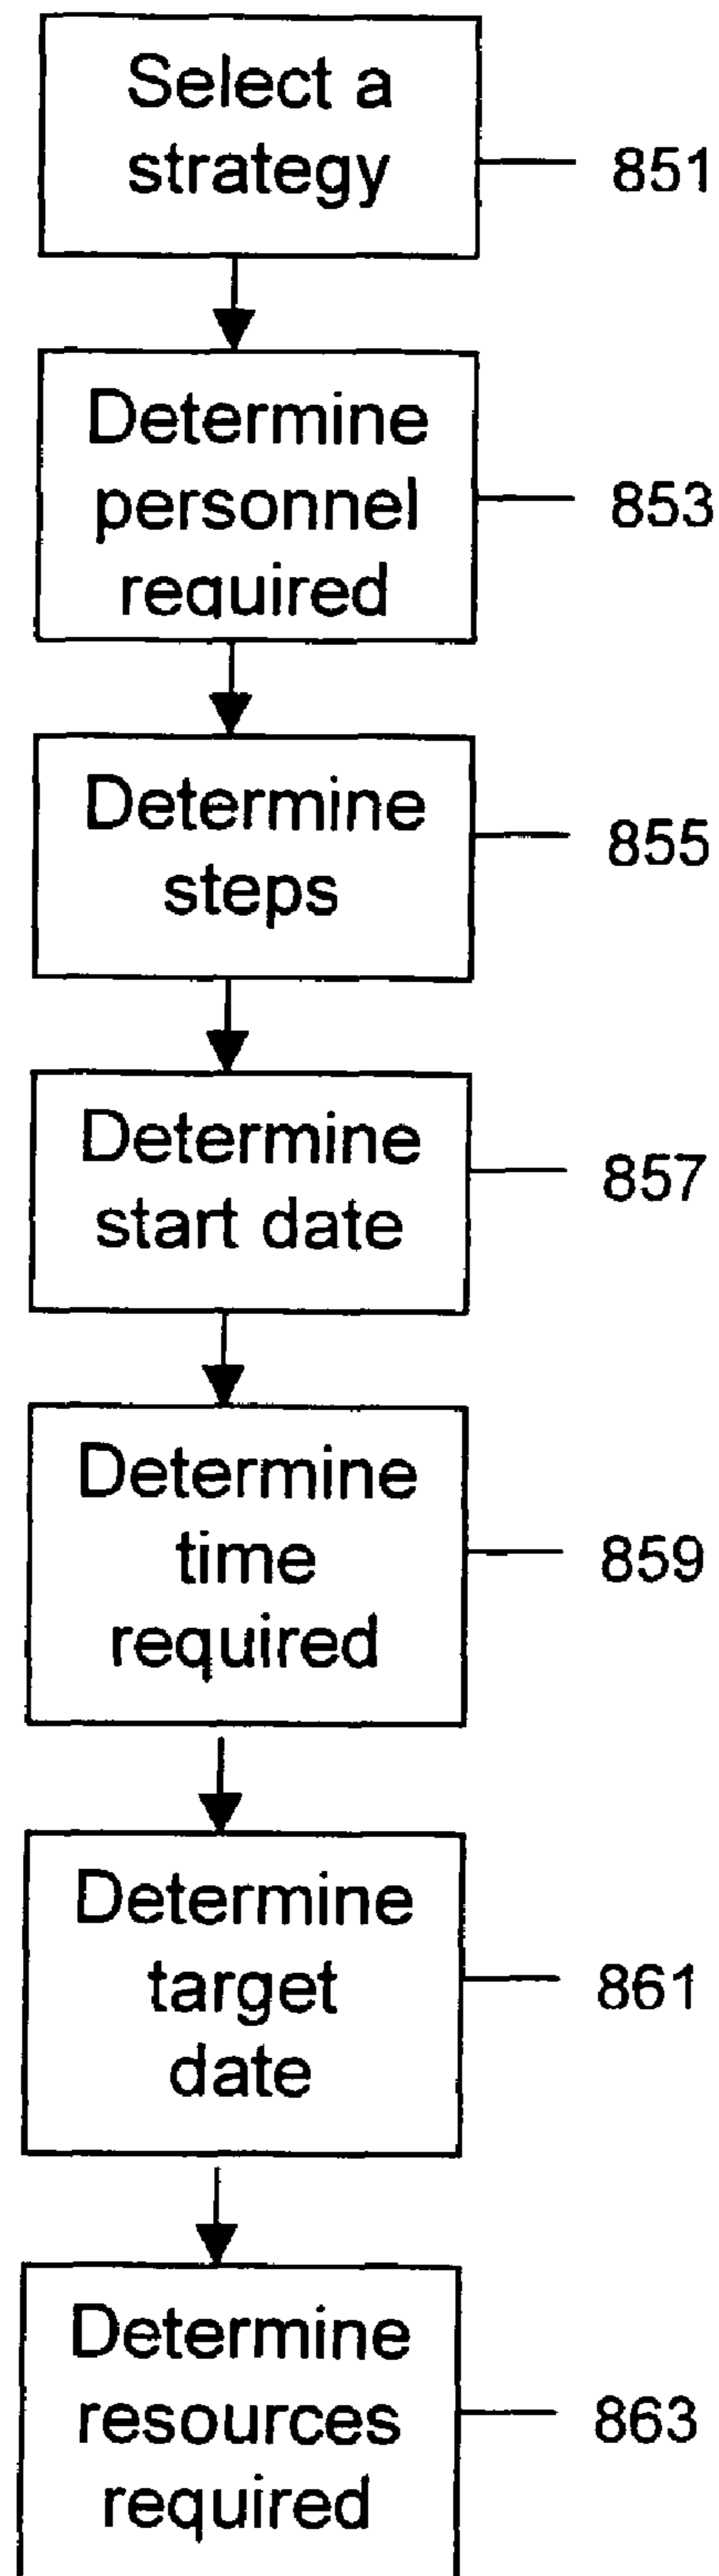 Select a
strategy
851
Determine
personnel
required
853
Determine
steps
855
Determine
start date
857
Determine
time
required
859
Determine
target
date
861
Determine
resources
required
863